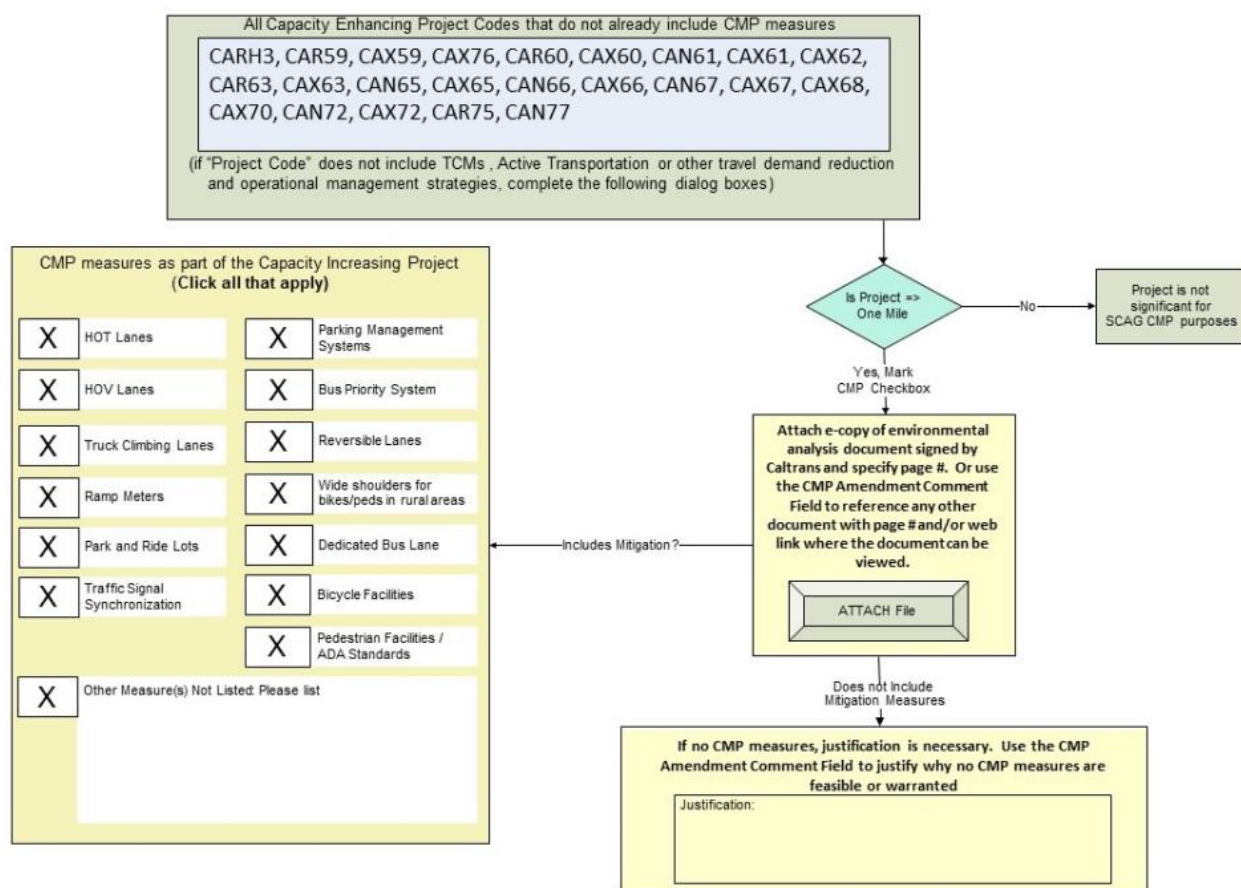 All Capacity Enhancing Project Codes that do not already include CMP measures
CARH3, CAR59, CAX59, CAX76, CAR60, CAX60, CAN61, CAX61, CAX62,
CAR63, CAX63, CAN65, CAX65, CAN66, CAX66, CAN67, CAX67, CAX68,
CAX70, CAN72, CAX72, CAR75, CAN77
(if "Project Code" does not include TCMs , Active Transportation or other travel demand reduction
and operational management strategies, complete the following dialog boxes)
Is Project =>
One Mile
No
Project is not
significant for
SCAG CMP purposes
Yes, Mark
CMP Checkbox
Attach e-copy of environmental
analysis document signed by
Caltrans and specify page #. Or use
the CMP Amendment Comment
Field to reference any other
document with page # and/or web
link where the document can be
viewed.
ATTACH File
Includes Mitigation?
CMP measures as part of the Capacity Increasing Project
(Click all that apply)
X HOT Lanes
X HOV Lanes
X Truck Climbing Lanes
X Ramp Meters
X Park and Ride Lots
X Traffic Signal
Synchronization
X Parking Management
Systems
X Bus Priority System
X Reversible Lanes
X Wide shoulders for
bikes/peds in rural areas
X Dedicated Bus Lane
X Bicycle Facilities
X Pedestrian Facilities /
ADA Standards
X Other Measure(s) Not Listed: Please list
Does not Include
Mitigation Measures
If no CMP measures, justification is necessary. Use the CMP
Amendment Comment Field to justify why no CMP measures are
feasible or warranted
Justification: